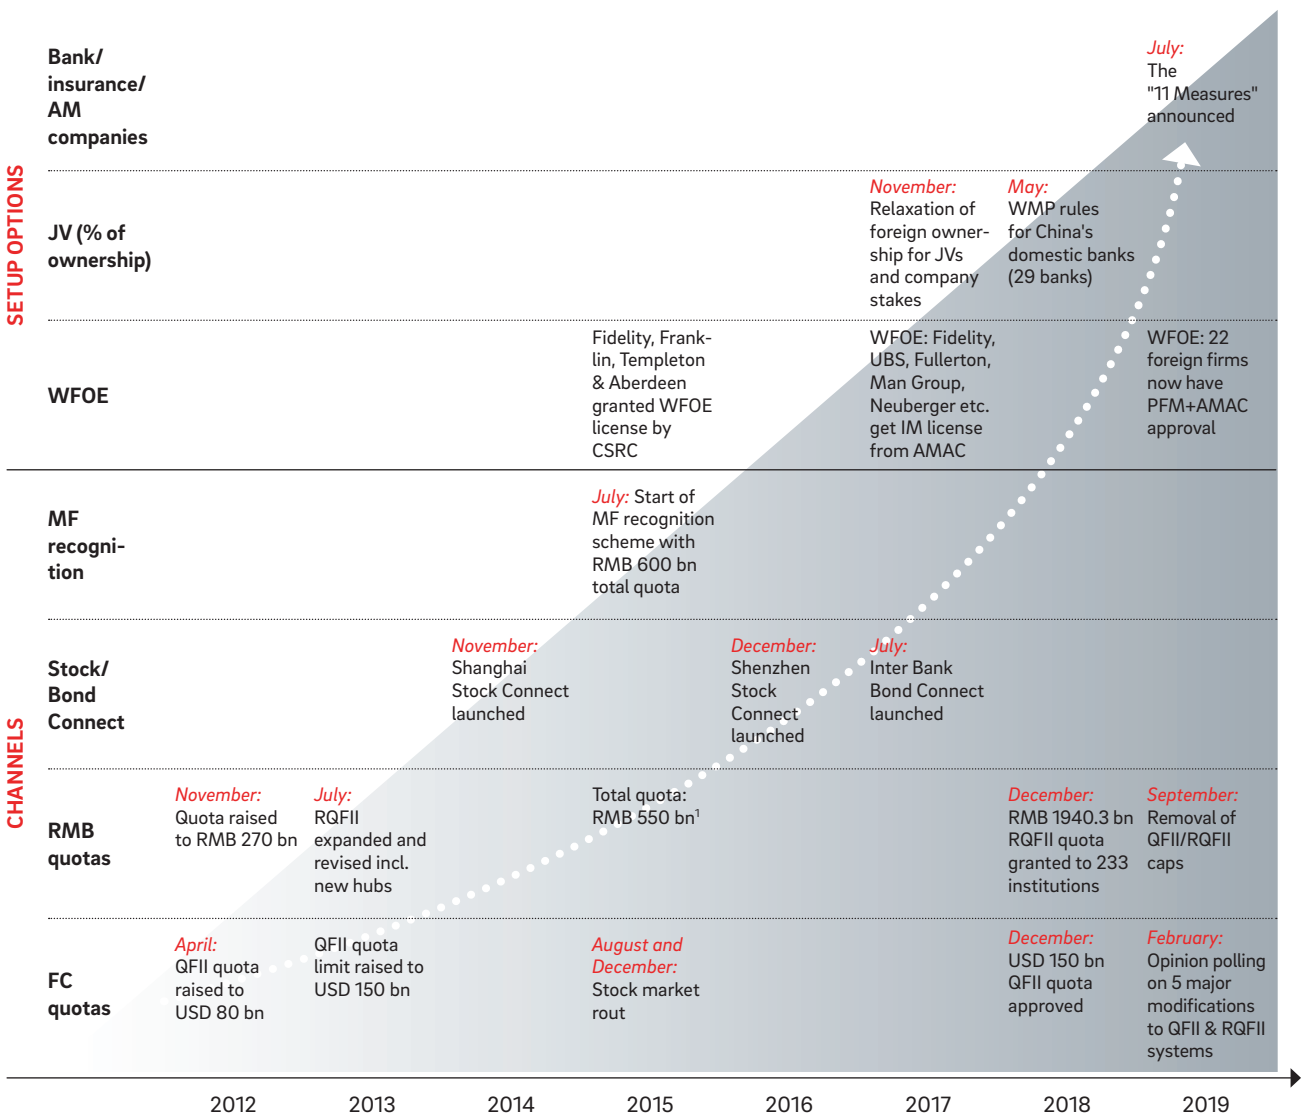 SETUP OPTIONS
Bank/
insurance/
AM
companies
July:
The
"11 Measures"
announced
JV (% of
ownership)
November:
Relaxation of
foreign owner-
ship for JVs
and company
stakes
May:
WMP rules
for China's
domestic banks
(29 banks)
WFOE
Fidelity, Frank-
lin, Templeton
& Aberdeen
granted WFOE
license by
CSRC
WFOE: Fidelity,
UBS, Fullerton,
Man Group,
Neuberger etc.
get IM license
from AMAC
WFOE: 22
foreign firms
now have
PFM+AMAC
approval
CHANNELS
MF
recogni-
tion
July: Start of
MF recognition
scheme with
RMB 600 bn
total quota
Stock/
Bond
Connect
November:
Shanghai
Stock Connect
launched
December:
Shenzhen
Stock
Connect
launched
July:
Inter Bank
Bond Connect
launched
RMB
quotas
November:
Quota raised
to RMB 270 bn
July:
RQFII
expanded and
revised incl.
new hubs
Total quota:
RMB 550 bn¹
December:
RMB 1940.3 bn
RQFII quota
granted to 233
institutions
September:
Removal of
QFII/RQFII
caps
FC
quotas
April:
QFII quota
raised to
USD 80 bn
QFII quota
limit raised to
USD 150 bn
August and
December:
Stock market
rout
December:
USD 150 bn
QFII quota
approved
February:
Opinion polling
on 5 major
modifications
to QFII & RQFII
systems
2012 2013 2014 2015 2016 2017 2018 2019